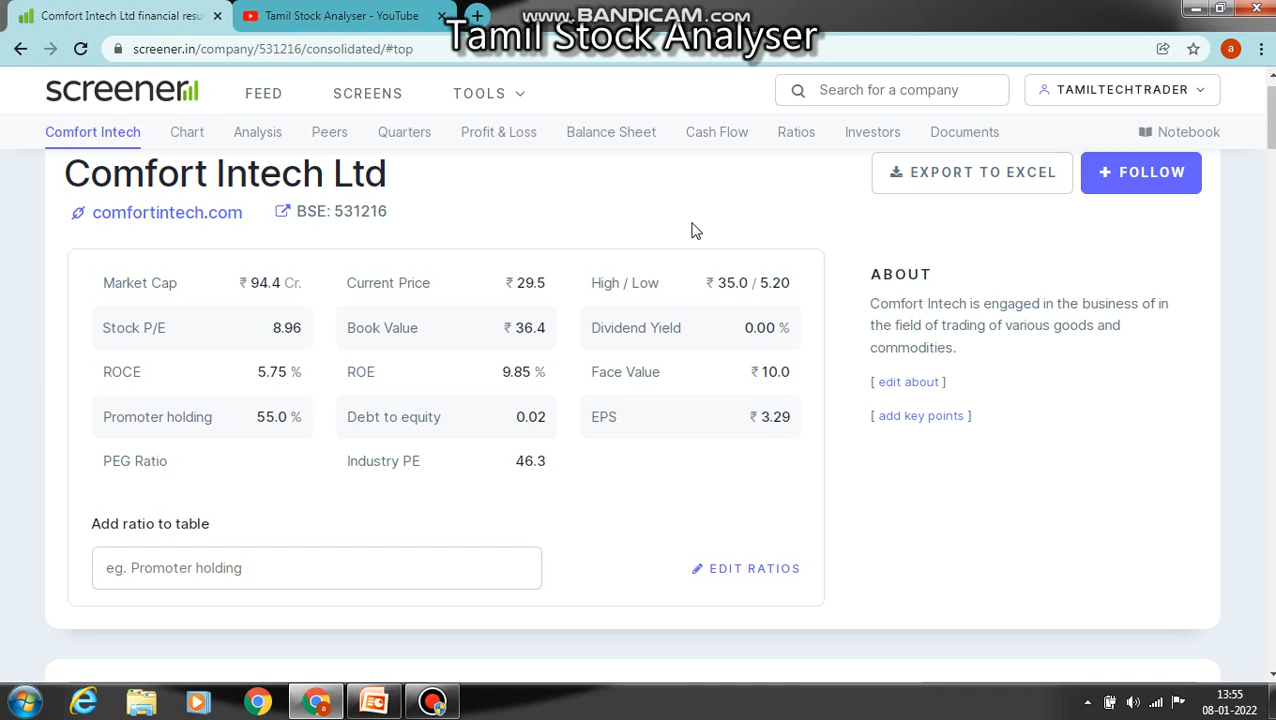 Comfort Intech Ltd financial resu
Tamil Stock Analyser - YouTube
www.BANDICAM.com
Tamil Stock Analyser
screener.in/company/531216/consolidated/#top
a
screener
FEED
SCREENS
TOOLS
Search for a company
TAMILTECHTRADER
Comfort Intech
Chart
Analysis
Peers
Quarters
Profit & Loss
Balance Sheet
Cash Flow
Ratios
Investors
Documents
Notebook
Comfort Intech Ltd
EXPORT TO EXCEL
+ FOLLOW
comfortintech.com
BSE: 531216
Market Cap ₹ 94.4 Cr.
Current Price ₹ 29.5
High / Low ₹ 35.0 / 5.20
Stock P/E 8.96
Book Value ₹ 36.4
Dividend Yield 0.00 %
ROCE 5.75 %
ROE 9.85 %
Face Value ₹ 10.0
Promoter holding 55.0 %
Debt to equity 0.02
EPS ₹ 3.29
PEG Ratio
Industry PE 46.3
Add ratio to table
eg. Promoter holding
EDIT RATIOS
ABOUT
Comfort Intech is engaged in the business of in
the field of trading of various goods and
commodities.
[ edit about ]
[ add key points ]
13:55
08-01-2022